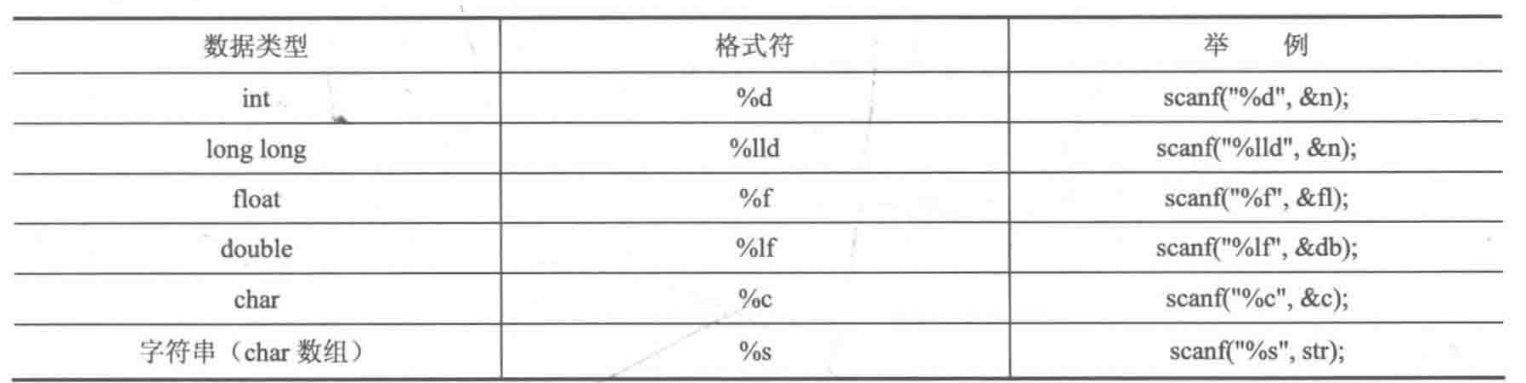 数据类型 格式符 举 例
int %d scanf("%d", &n);
long long %lld scanf("%lld", &n);
float %f scanf("%f", &fl);
double %lf scanf("%lf", &db);
char %c scanf("%c", &c);
字符串（char 数组） %s scanf("%s", str);